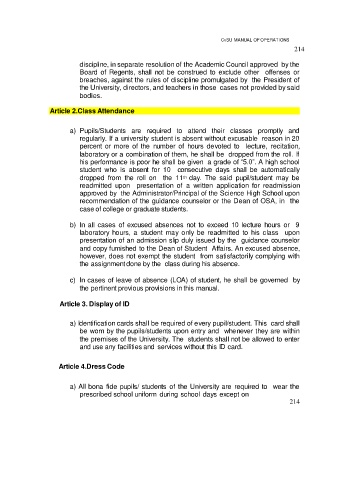 CvSU MANUAL OF OPERATIONS
214
discipline, in separate resolution of the Academic Council approved by the
Board of Regents, shall not be construed to exclude other offenses or
breaches, against the rules of discipline promulgated by the President of
the University, directors, and teachers in those cases not provided by said
bodies.
Article 2.Class Attendance
a) Pupils/Students are required to attend their classes promptly and
regularly. If a university student is absent without excusable reason in 20
percent or more of the number of hours devoted to lecture, recitation,
laboratory or a combination of them, he shall be dropped from the roll. If
his performance is poor he shall be given a grade of "5.0". A high school
student who is absent for 10 consecutive days shall be automatically
dropped from the roll on the 11th day. The said pupil/student may be
readmitted upon presentation of a written application for readmission
approved by the Administrator/Principal of the Science High School upon
recommendation of the guidance counselor or the Dean of OSA, in the
case of college or graduate students.
b) In all cases of excused absences not to exceed 10 lecture hours or 9
laboratory hours, a student may only be readmitted to his class upon
presentation of an admission slip duly issued by the guidance counselor
and copy furnished to the Dean of Student Affairs. An excused absence,
however, does not exempt the student from satisfactorily complying with
the assignment done by the class during his absence.
c) In cases of leave of absence (LOA) of student, he shall be governed by
the pertinent provious provisions in this manual.
Article 3. Display of ID
a) Identification cards shall be required of every pupil/student. This card shall
be worn by the pupils/students upon entry and whenever they are within
the premises of the University. The students shall not be allowed to enter
and use any facilities and services without this ID card.
Article 4.Dress Code
a) All bona fide pupils/ students of the University are required to wear the
prescribed school uniform during school days except on
214